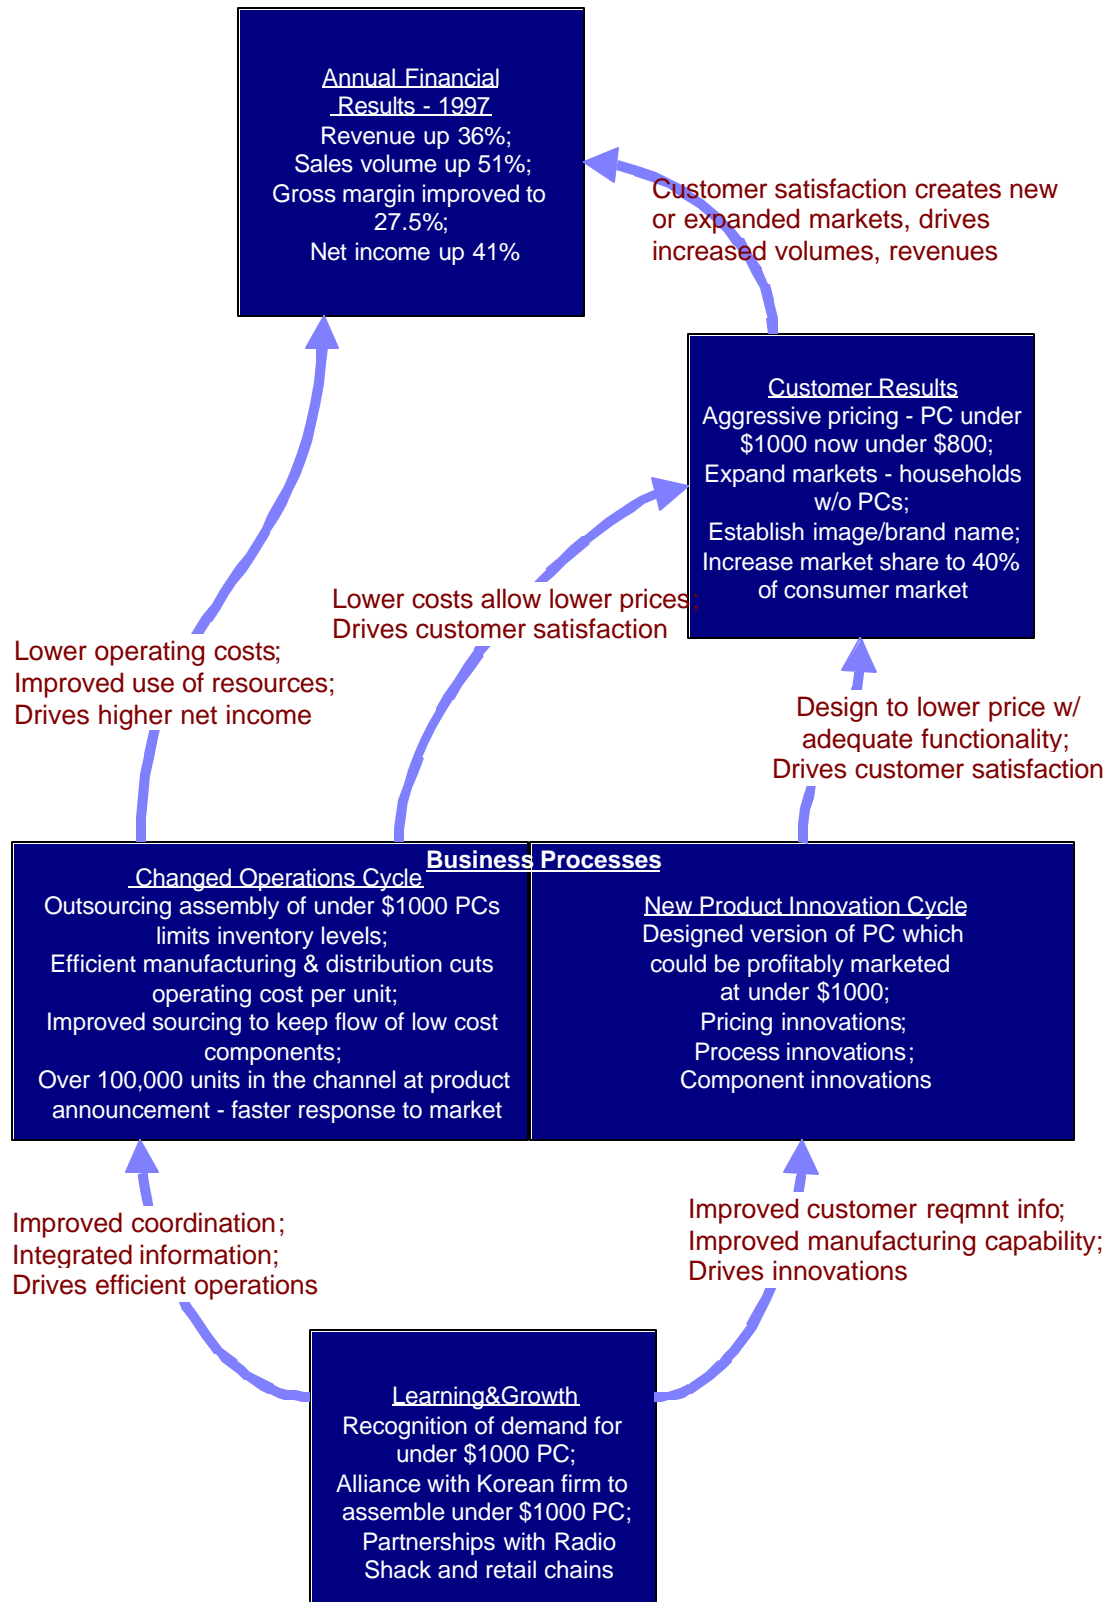 Annual Financial
Results - 1997
Revenue up 36%;
Sales volume up 51%;
Gross margin improved to
27.5%;
Net income up 41%
Customer satisfaction creates new
or expanded markets, drives
increased volumes, revenues
Customer Results
Aggressive pricing - PC under
$1000 now under $800;
Expand markets - households
w/o PCs;
Establish image/brand name;
Increase market share to 40%
of consumer market
Lower costs allow lower prices;
Drives customer satisfaction
Lower operating costs;
Improved use of resources;
Drives higher net income
Design to lower price w/
adequate functionality;
Drives customer satisfaction
Business Processes
Changed Operations Cycle
Outsourcing assembly of under $1000 PCs
limits inventory levels;
Efficient manufacturing & distribution cuts
operating cost per unit;
Improved sourcing to keep flow of low cost
components;
Over 100,000 units in the channel at product
announcement - faster response to market
New Product Innovation Cycle
Designed version of PC which
could be profitably marketed
at under $1000;
Pricing innovations;
Process innovations;
Component innovations
Improved coordination;
Integrated information;
Drives efficient operations
Improved customer reqmnt info;
Improved manufacturing capability;
Drives innovations
Learning&Growth
Recognition of demand for
under $1000 PC;
Alliance with Korean firm to
assemble under $1000 PC;
Partnerships with Radio
Shack and retail chains